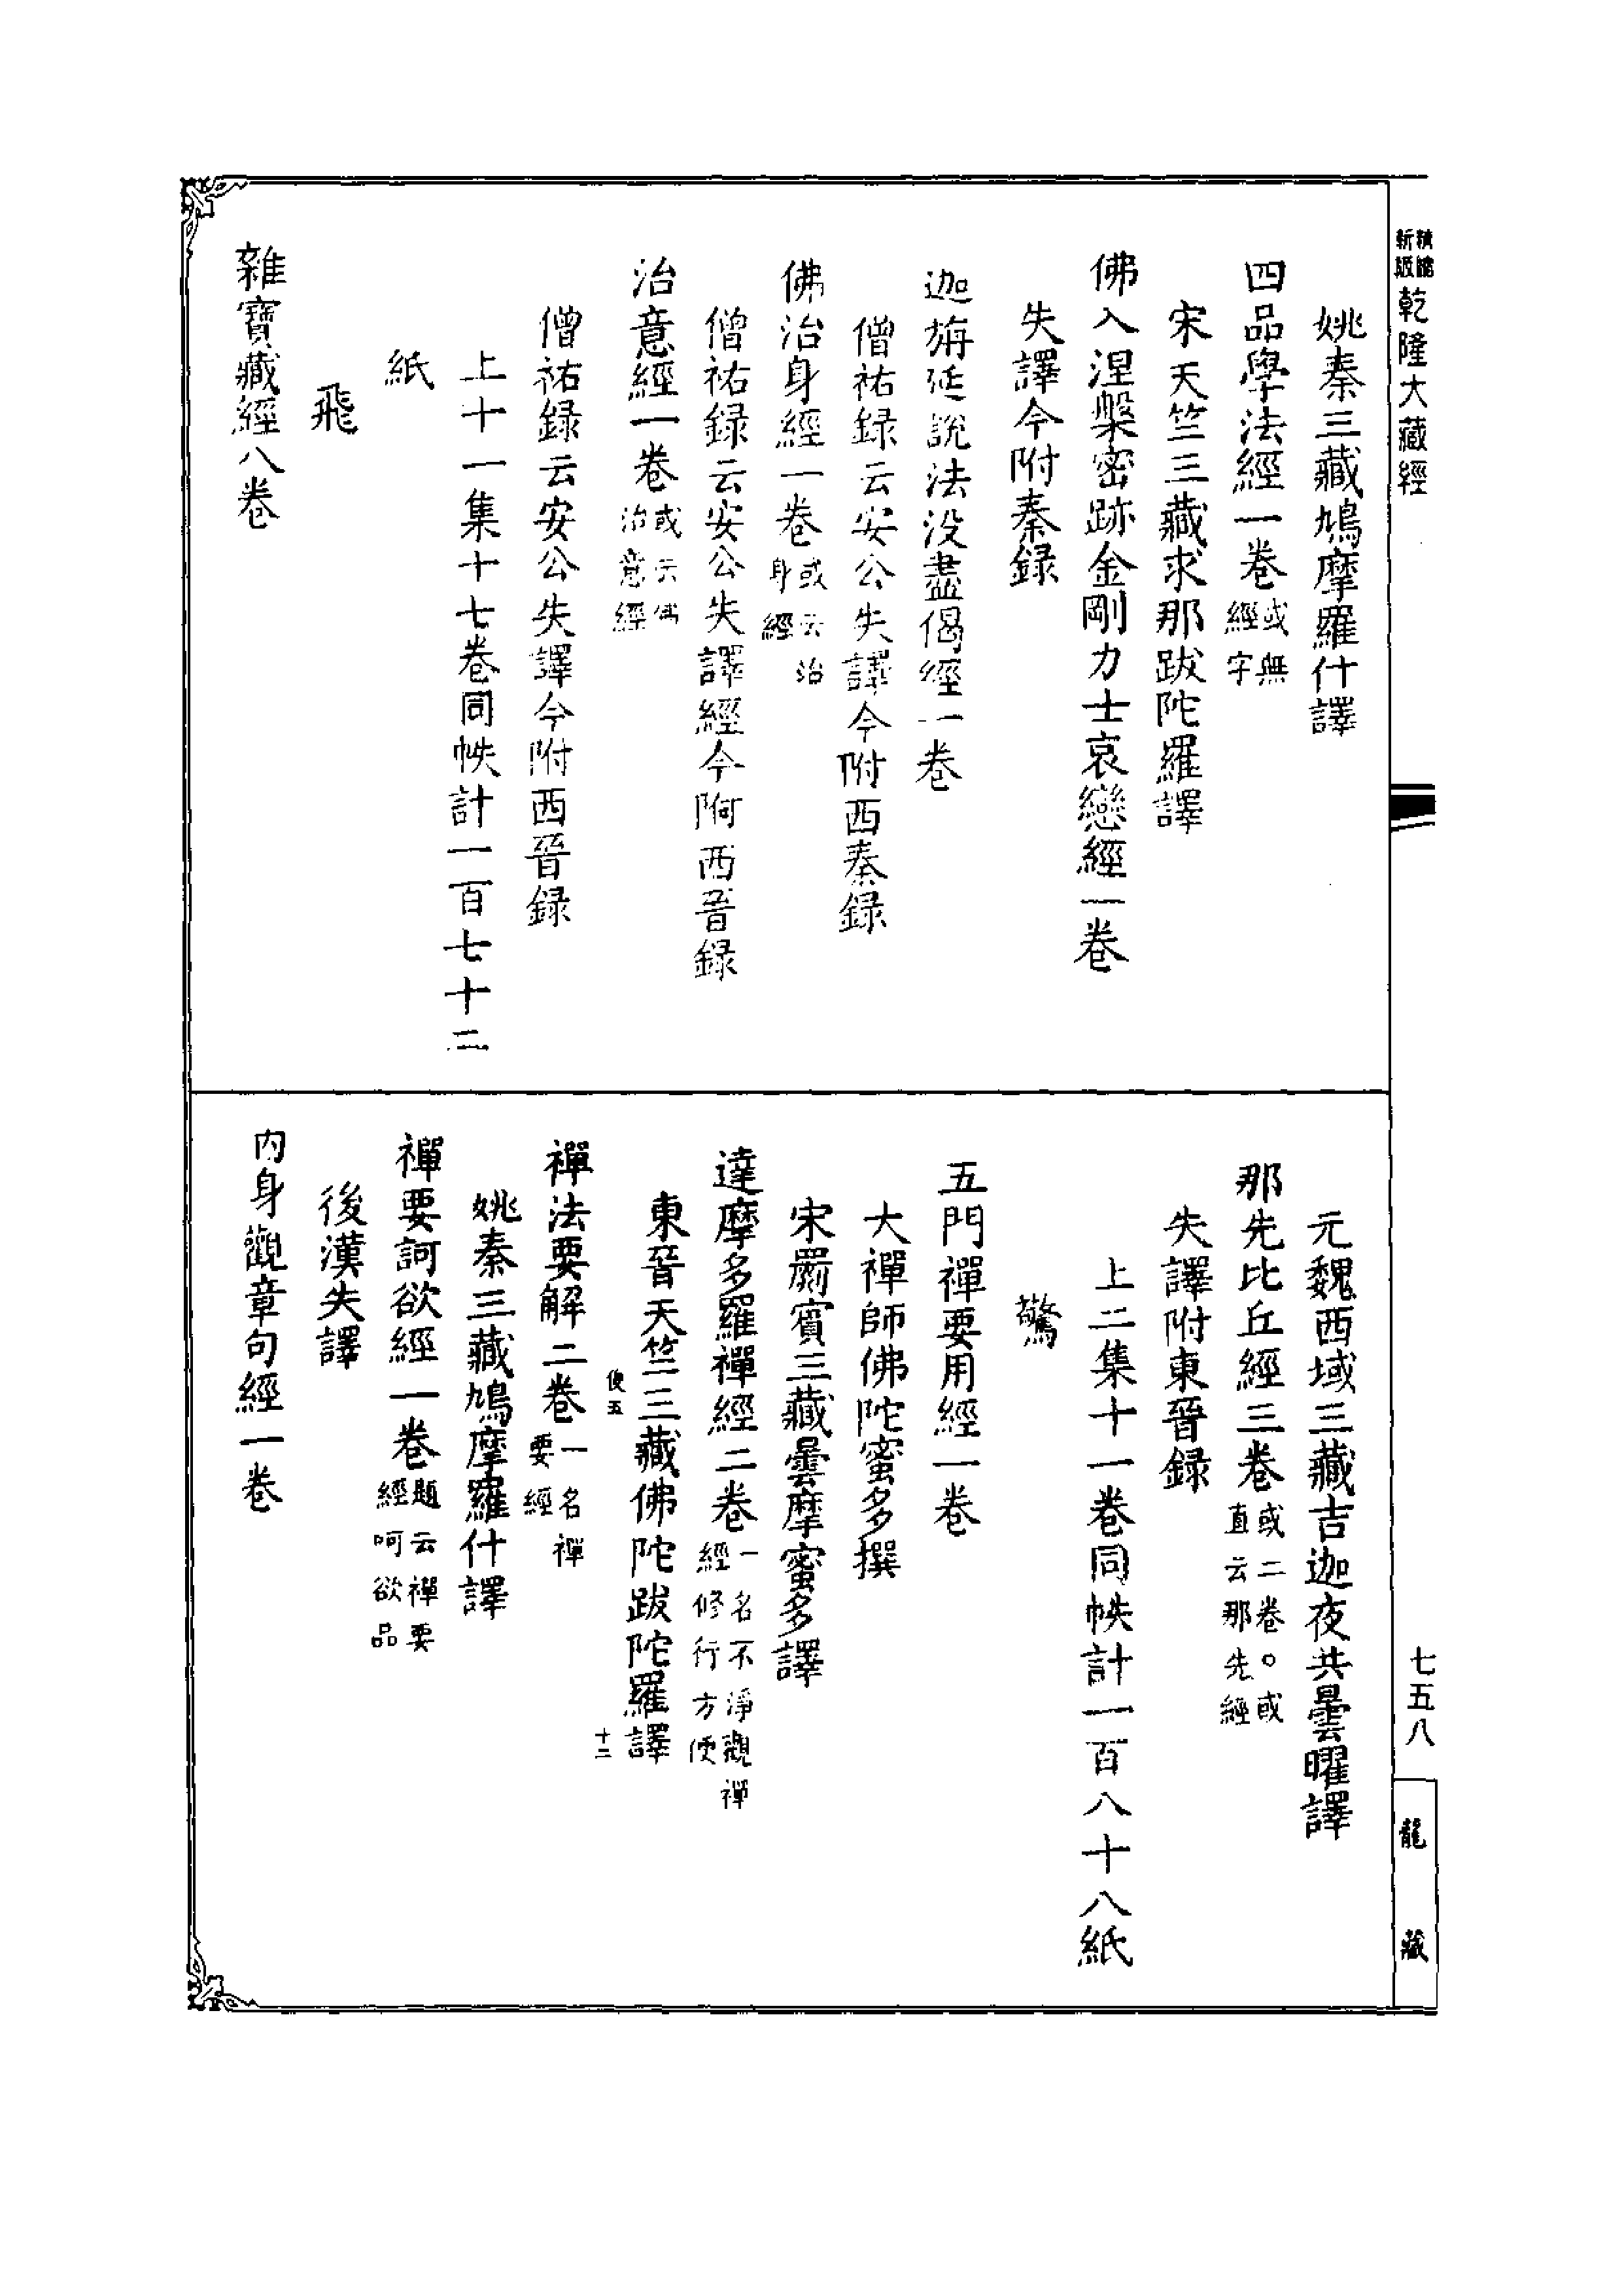 精縮新版乾隆大藏經
姚秦三藏鳩摩羅什譯
四品學法經一卷或無經字
宋天竺三藏求那跋陀羅譯
佛入涅槃密跡金剛力士哀戀經一卷
失譯今附秦録
迦旃延說法没盡偈經一卷
僧祐録云安公失譯今附西秦録
佛治身經一卷或云治身經
僧祐録云安公失譯經今附西晉録
治意經一卷或云佛治意經
僧祐録云安公失譯今附西晉録
上十一集十七卷同帙計一百七十二
紙
飛
雜寶藏經八卷
元魏西域三藏吉迦夜共曇曜譯
那先比丘經三卷或二卷。或直云那先經
失譯附東晉録
上二集十一卷同帙計一百八十八紙
驚
五門禪要用經一卷
大禪師佛陀蜜多撰
宋罽賓三藏曇摩蜜多譯
達摩多羅禪經二卷一名不淨觀禪經修行方便
東晉天竺三藏佛陀跋陀羅譯
使五 十二
禪法要解二卷一名禪要經
姚秦三藏鳩摩羅什譯
禪要訶欲經一卷題云禪要經呵欲品
後漢失譯
内身觀章句經一卷
七五八
龍藏